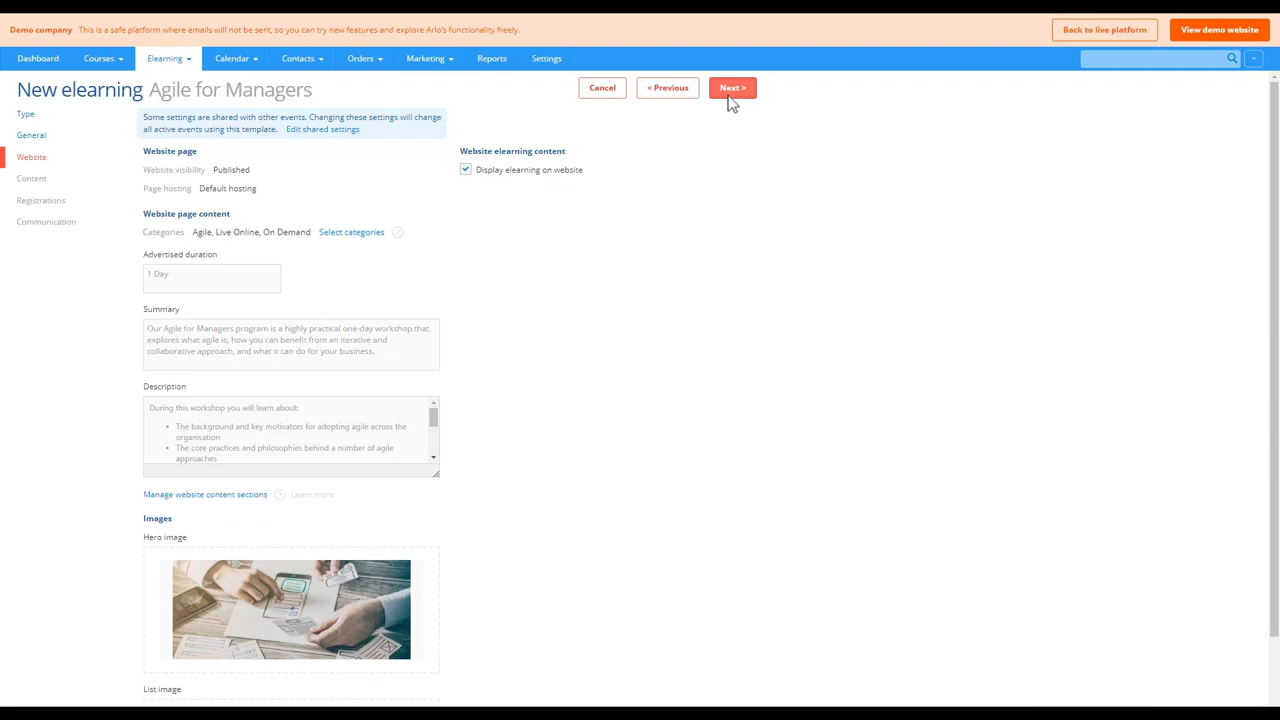 Demo company This is a safe platform where emails will not be sent, so you can try new features and explore Arlo's functionality freely.
Back to live platform
View demo website
Dashboard
Courses
Elearning
Calendar
Contacts
Orders
Marketing
Reports
Settings
New elearning Agile for Managers
Cancel
< Previous
Next >
Type
General
Website
Content
Registrations
Communication
Some settings are shared with other events. Changing these settings will change
all active events using this template. Edit shared settings
Website page
Website visibility Published
Page hosting Default hosting
Website page content
Categories Agile, Live Online, On Demand Select categories ?
Advertised duration
1 Day
Summary
Our Agile for Managers program is a highly practical one-day workshop that
explores what agile is, how you can benefit from an iterative and
collaborative approach, and what it can do for your business.
Description
During this workshop you will learn about:
• The background and key motivators for adopting agile across the
organisation
• The core practices and philosophies behind a number of agile
approaches
Manage website content sections ? Learn more
Images
Hero image
List image
Website elearning content
Display elearning on website